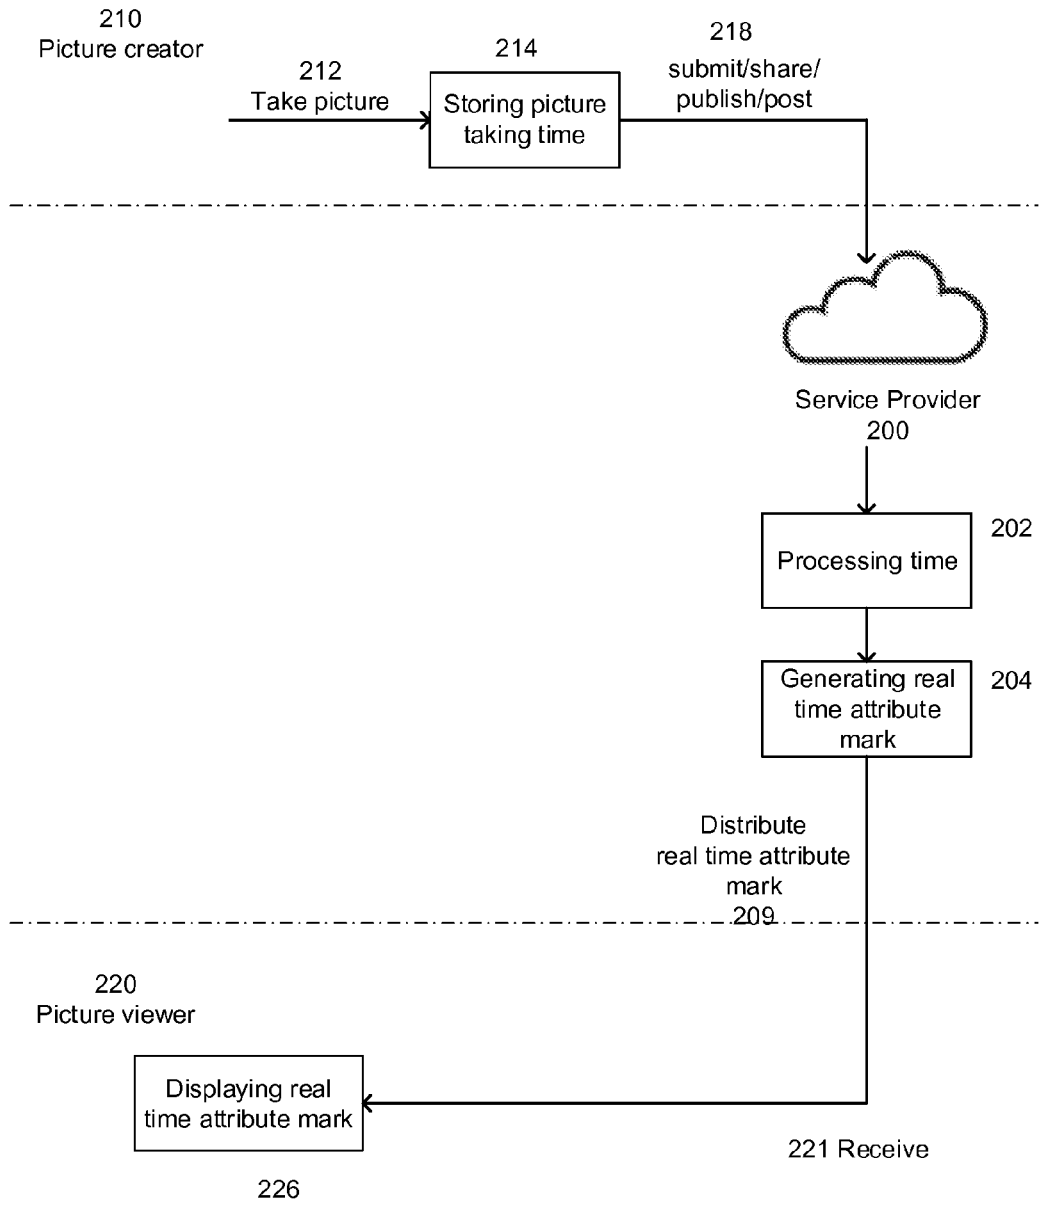 210
Picture creator
212
Take picture
214
Storing picture
taking time
218
submit/share/
publish/post
Service Provider
200
Processing time
202
Generating real
time attribute
mark
204
Distribute
real time attribute
mark
209
220
Picture viewer
Displaying real
time attribute mark
226
221 Receive